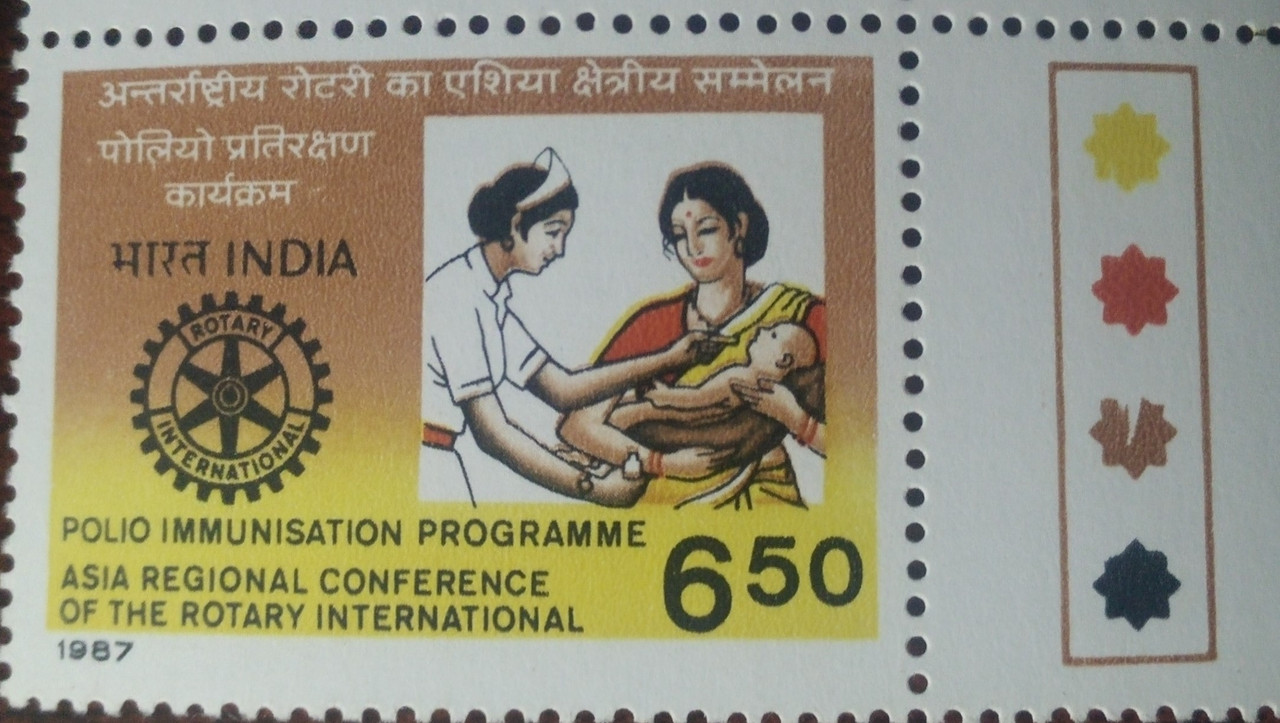 अन्तर्राष्ट्रीय रोटरी का एशिया क्षेत्रीय सम्मेलन
पोलियो प्रतिरक्षण
कार्यक्रम
भारत INDIA
ROTARY
INTERNATIONAL
POLIO IMMUNISATION PROGRAMME
ASIA REGIONAL CONFERENCE
OF THE ROTARY INTERNATIONAL
650
1987